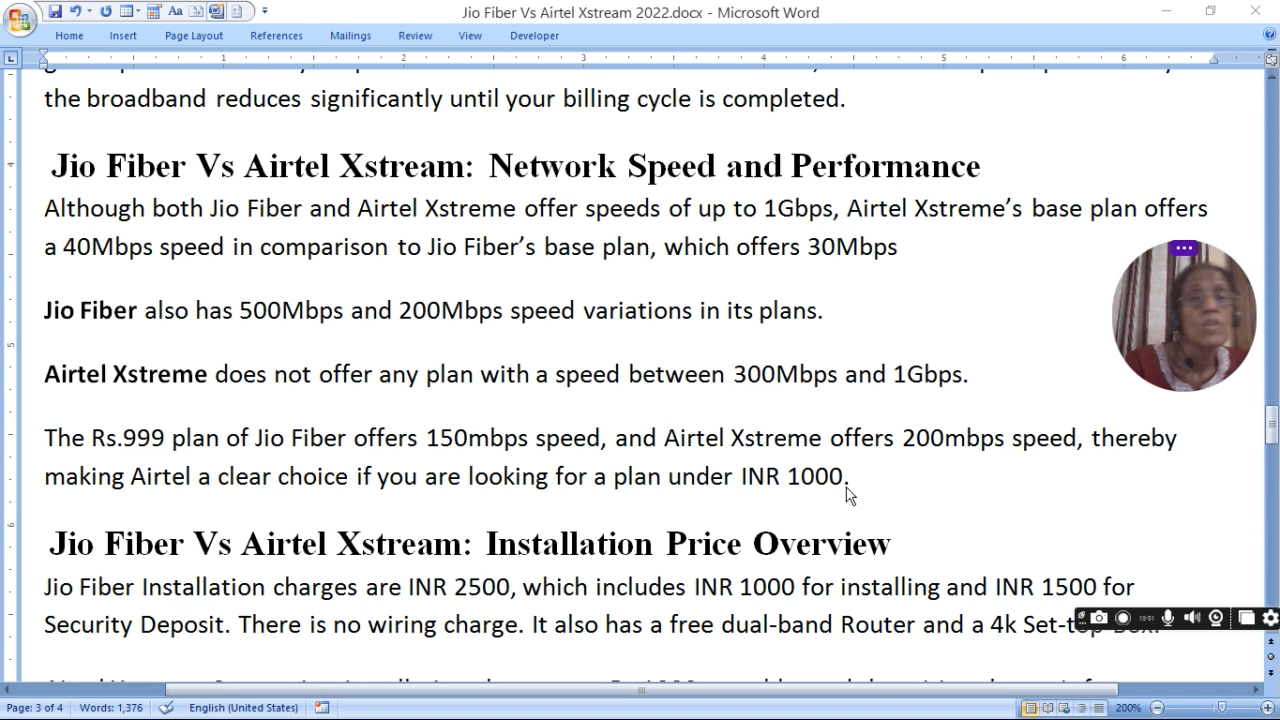 Jio Fiber Vs Airtel Xstream 2022.docx - Microsoft Word
Home Insert Page Layout References Mailings Review View Developer
the broadband reduces significantly until your billing cycle is completed.
Jio Fiber Vs Airtel Xstream: Network Speed and Performance
Although both Jio Fiber and Airtel Xstreme offer speeds of up to 1Gbps, Airtel Xstreme’s base plan offers
a 40Mbps speed in comparison to Jio Fiber’s base plan, which offers 30Mbps
Jio Fiber also has 500Mbps and 200Mbps speed variations in its plans.
Airtel Xstreme does not offer any plan with a speed between 300Mbps and 1Gbps.
The Rs.999 plan of Jio Fiber offers 150mbps speed, and Airtel Xstreme offers 200mbps speed, thereby
making Airtel a clear choice if you are looking for a plan under INR 1000.
Jio Fiber Vs Airtel Xstream: Installation Price Overview
Jio Fiber Installation charges are INR 2500, which includes INR 1000 for installing and INR 1500 for
Security Deposit. There is no wiring charge. It also has a free dual-band Router and a 4k Set-top
13:51
Page: 3 of 4 Words: 1,376 English (United States) 200%